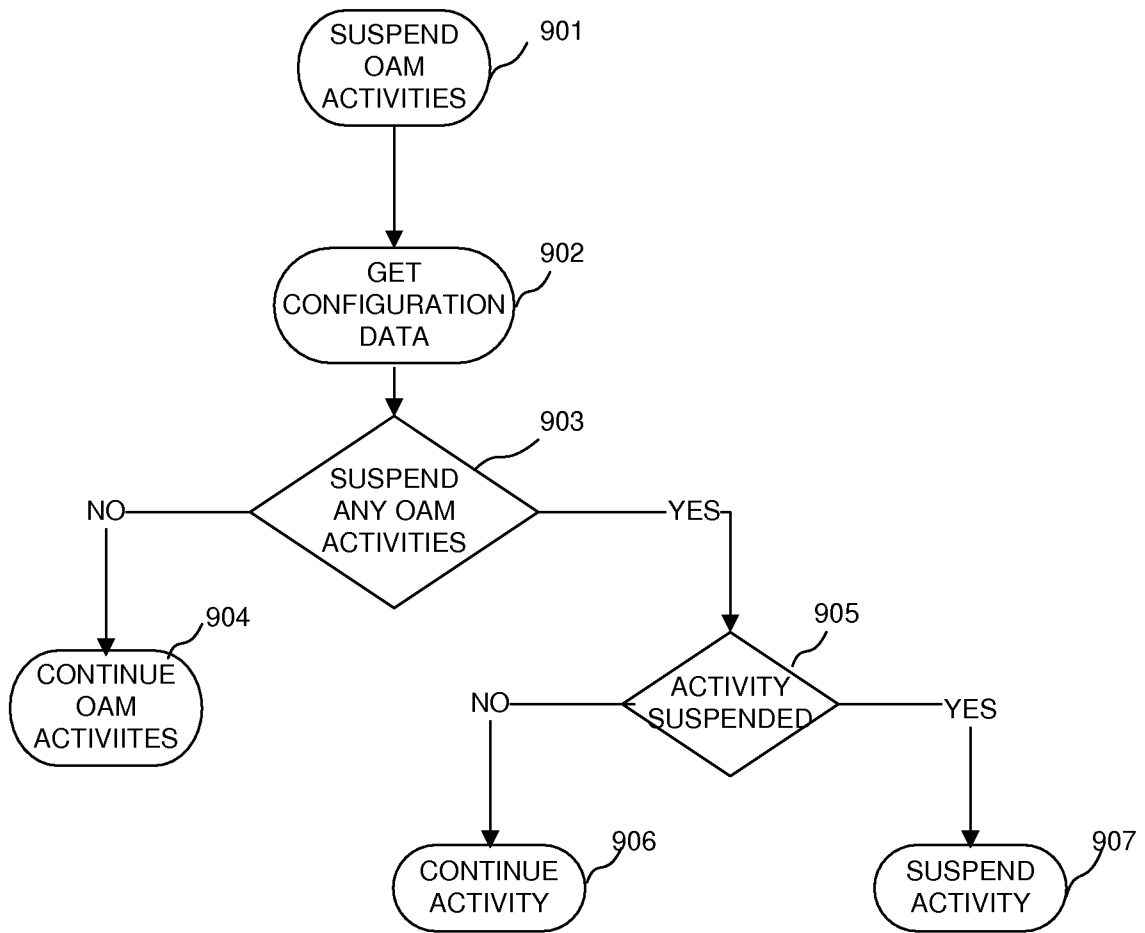 SUSPEND
OAM
ACTIVITIES
901
GET
CONFIGURATION
DATA
902
SUSPEND
ANY OAM
ACTIVITIES
903
NO
YES
CONTINUE
OAM
ACTIVIITES
904
ACTIVITY
SUSPENDED
905
NO
YES
CONTINUE
ACTIVITY
906
SUSPEND
ACTIVITY
907